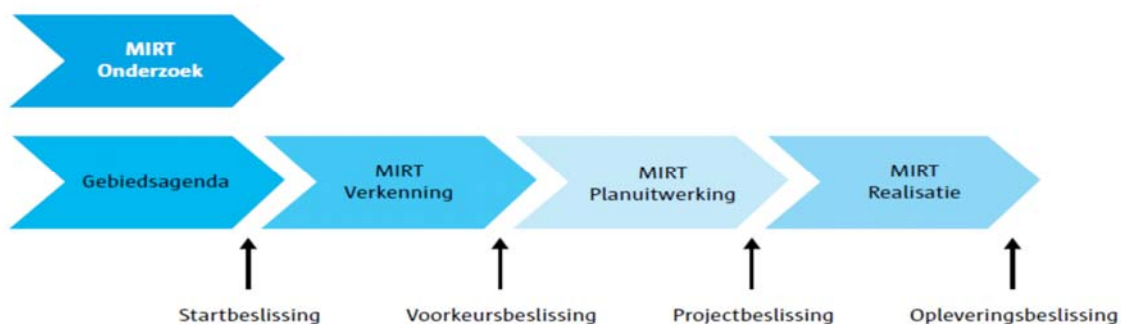 MIRT
Onderzoek
Gebiedsagenda
MIRT
Verkenning
MIRT
Planuitwerking
MIRT
Realisatie
Startbeslissing
Voorkeursbeslissing
Projectbeslissing
Opleveringsbeslissing